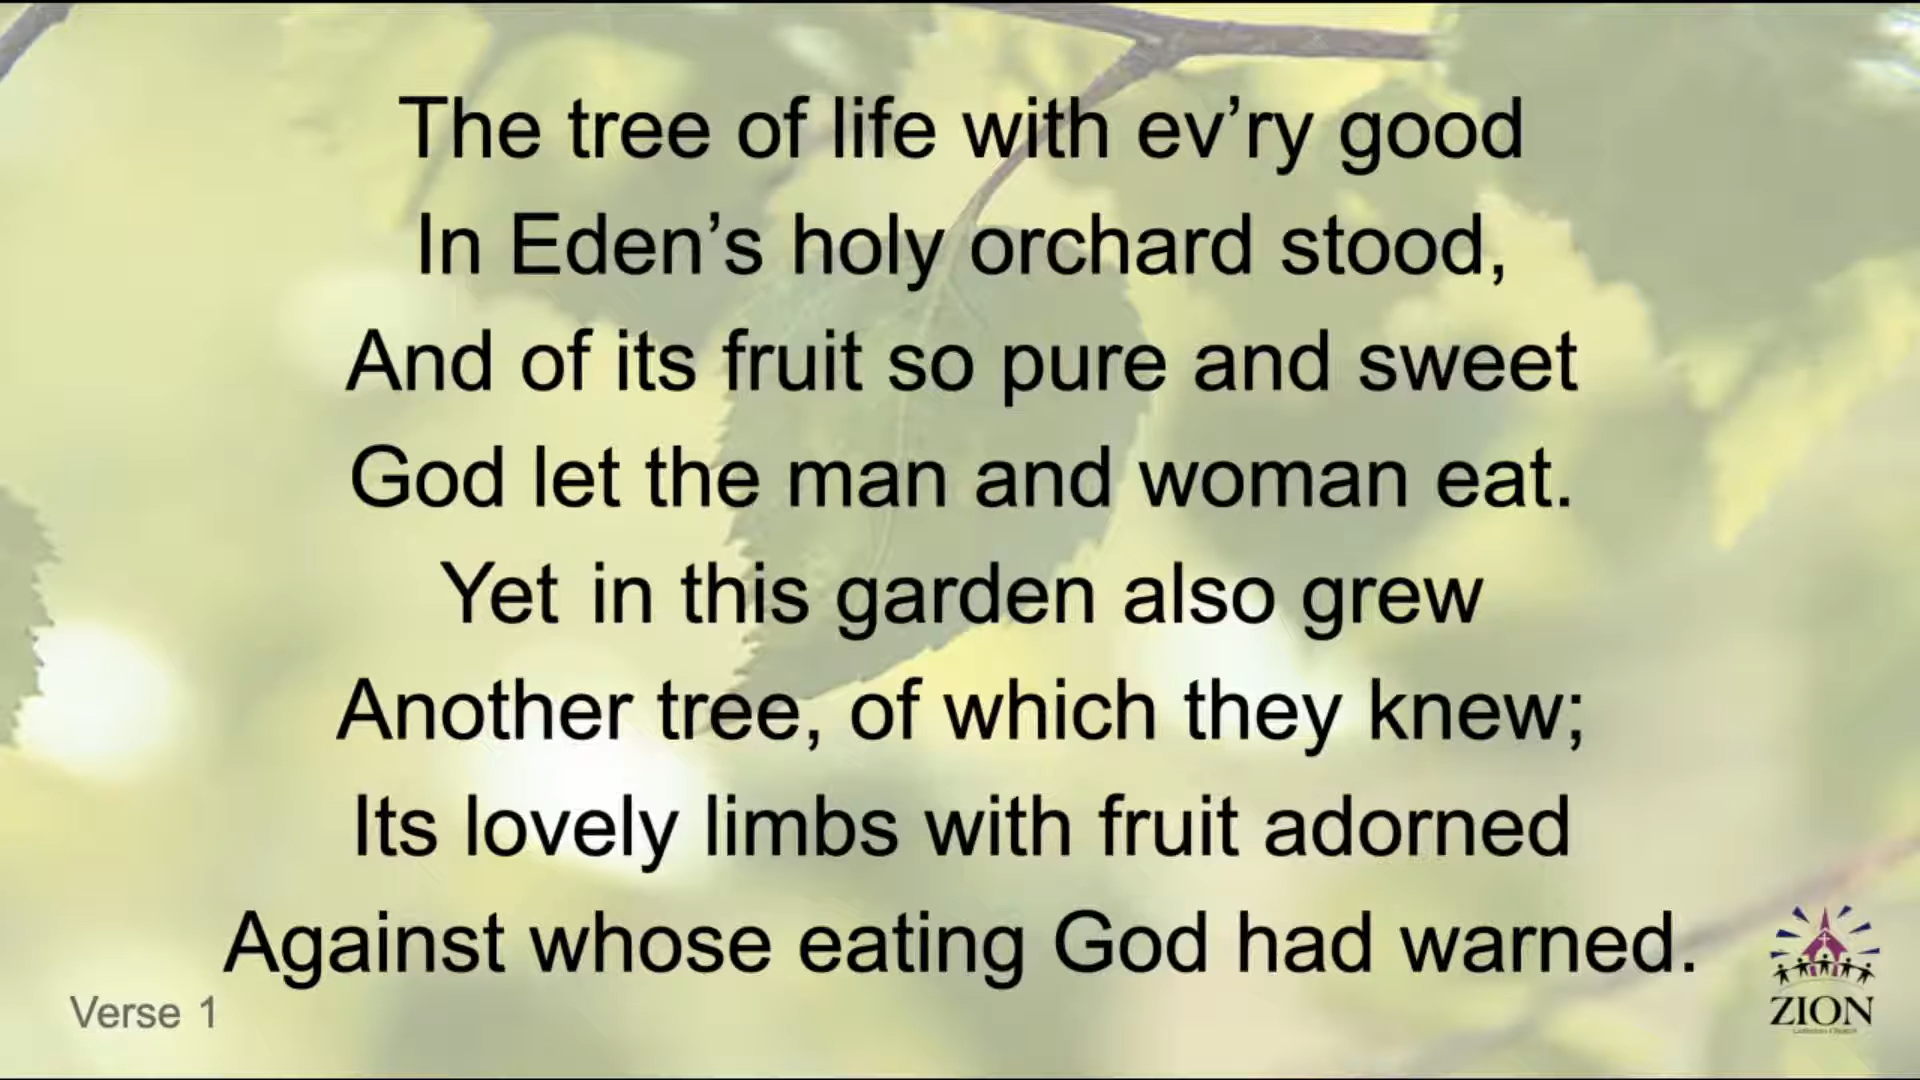 The tree of life with ev’ry good
In Eden’s holy orchard stood,
And of its fruit so pure and sweet
God let the man and woman eat.
Yet in this garden also grew
Another tree, of which they knew;
Its lovely limbs with fruit adorned
Against whose eating God had warned.
Verse 1
ZION